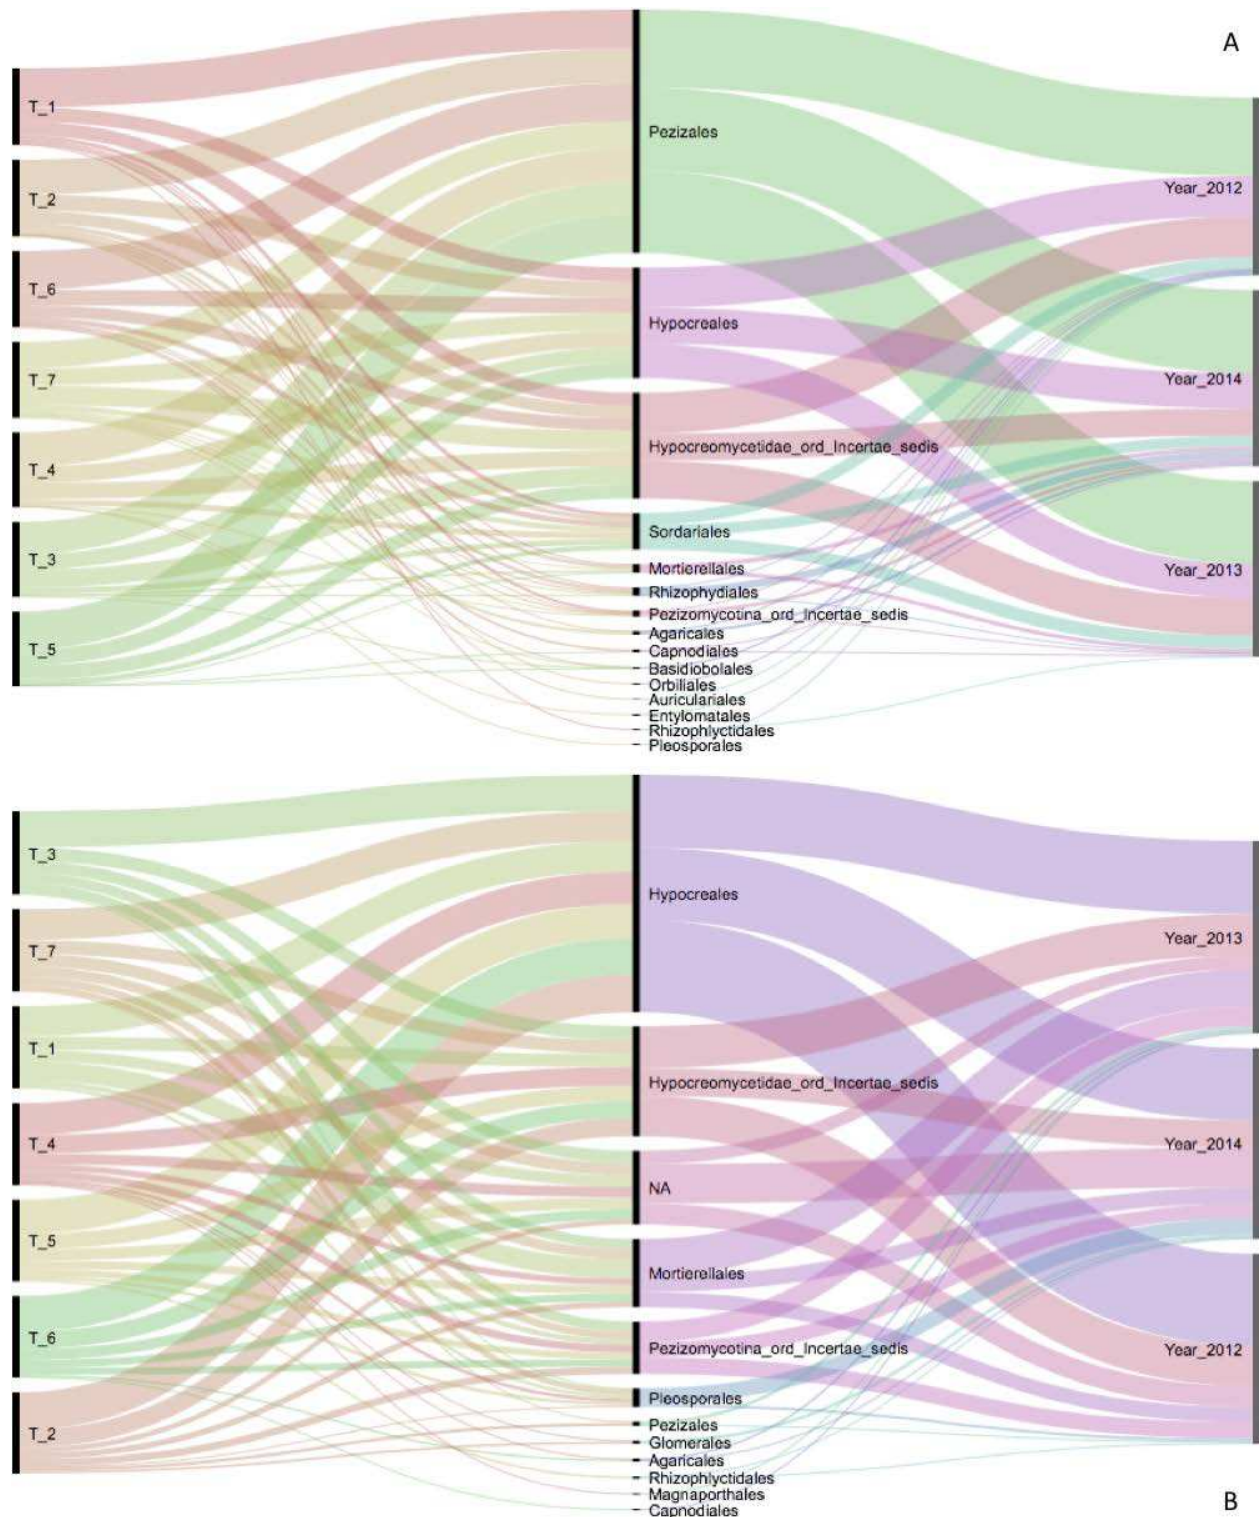 A
T_1
T_2
T_6
T_7
T_4
T_3
T_5
Pezizales
Hypocreales
Hypocreomycetidae_ord_Incertae_sedis
Sordariales
Mortierellales
Rhizophydiales
Pezizomycotina_ord_Incertae_sedis
Agaricales
Capnodiales
Basidiobolales
Orbiliales
Auriculariales
Entylomatales
Rhizophlyctidales
Pleosporales
Year_2012
Year_2014
Year_2013
T_3
T_7
T_1
T_4
T_5
T_6
T_2
Hypocreales
Hypocreomycetidae_ord_Incertae_sedis
NA
Mortierellales
Pezizomycotina_ord_Incertae_sedis
Pleosporales
Pezizales
Glomerales
Agaricales
Rhizophlyctidales
Magnaporthales
Capnodiales
Year_2013
Year_2014
Year_2012
B